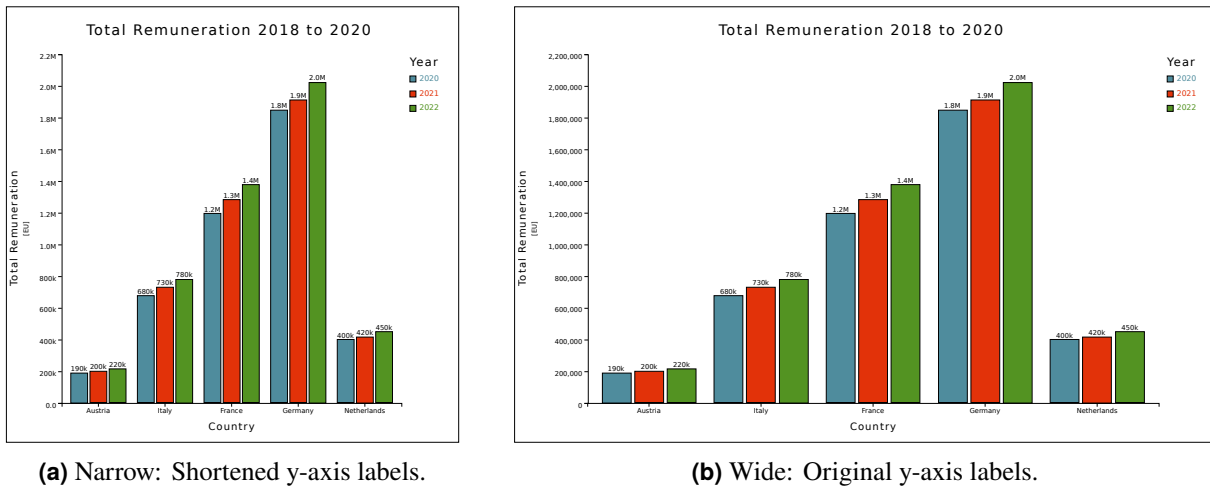 Total Remuneration 2018 to 2020
2.2M
2.0M
1.8M
1.6M
1.4M
1.2M
1.0M
800k
600k
400k
200k
0.0
Total Remuneration
[EU]
190k 200k 220k
680k 730k 780k
1.2M 1.3M 1.4M
1.8M 1.9M 2.0M
400k 420k 450k
Austria Italy France Germany Netherlands
Country
Year
2020
2021
2022
(a) Narrow: Shortened y-axis labels.
Total Remuneration 2018 to 2020
2,200,000
2,000,000
1,800,000
1,600,000
1,400,000
1,200,000
1,000,000
800,000
600,000
400,000
200,000
0.0
Total Remuneration
[EU]
190k 200k 220k
680k 730k 780k
1.2M 1.3M 1.4M
1.8M 1.9M 2.0M
400k 420k 450k
Austria Italy France Germany Netherlands
Country
Year
2020
2021
2022
(b) Wide: Original y-axis labels.